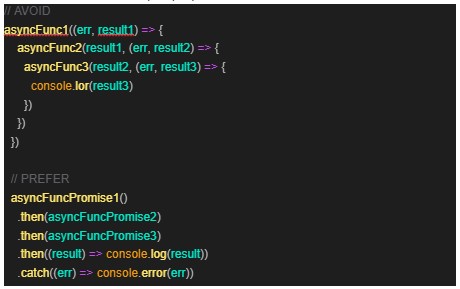 // AVOID
asyncFunc1((err, result1) => {
asyncFunc2(result1, (err, result2) => {
asyncFunc3(result2, (err, result3) => {
console.lor(result3)
})
})
})
// PREFER
asyncFuncPromise1()
.then(asyncFuncPromise2)
.then(asyncFuncPromise3)
.then((result) => console.log(result))
.catch((err) => console.error(err))